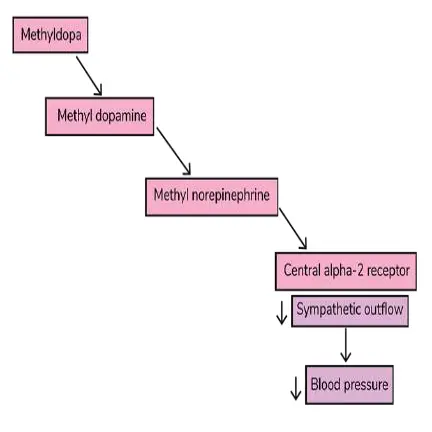 Methyldopa
Methyl dopamine
Methyl norepinephrine
Central alpha-2 receptor
Sympathetic outflow
Blood pressure